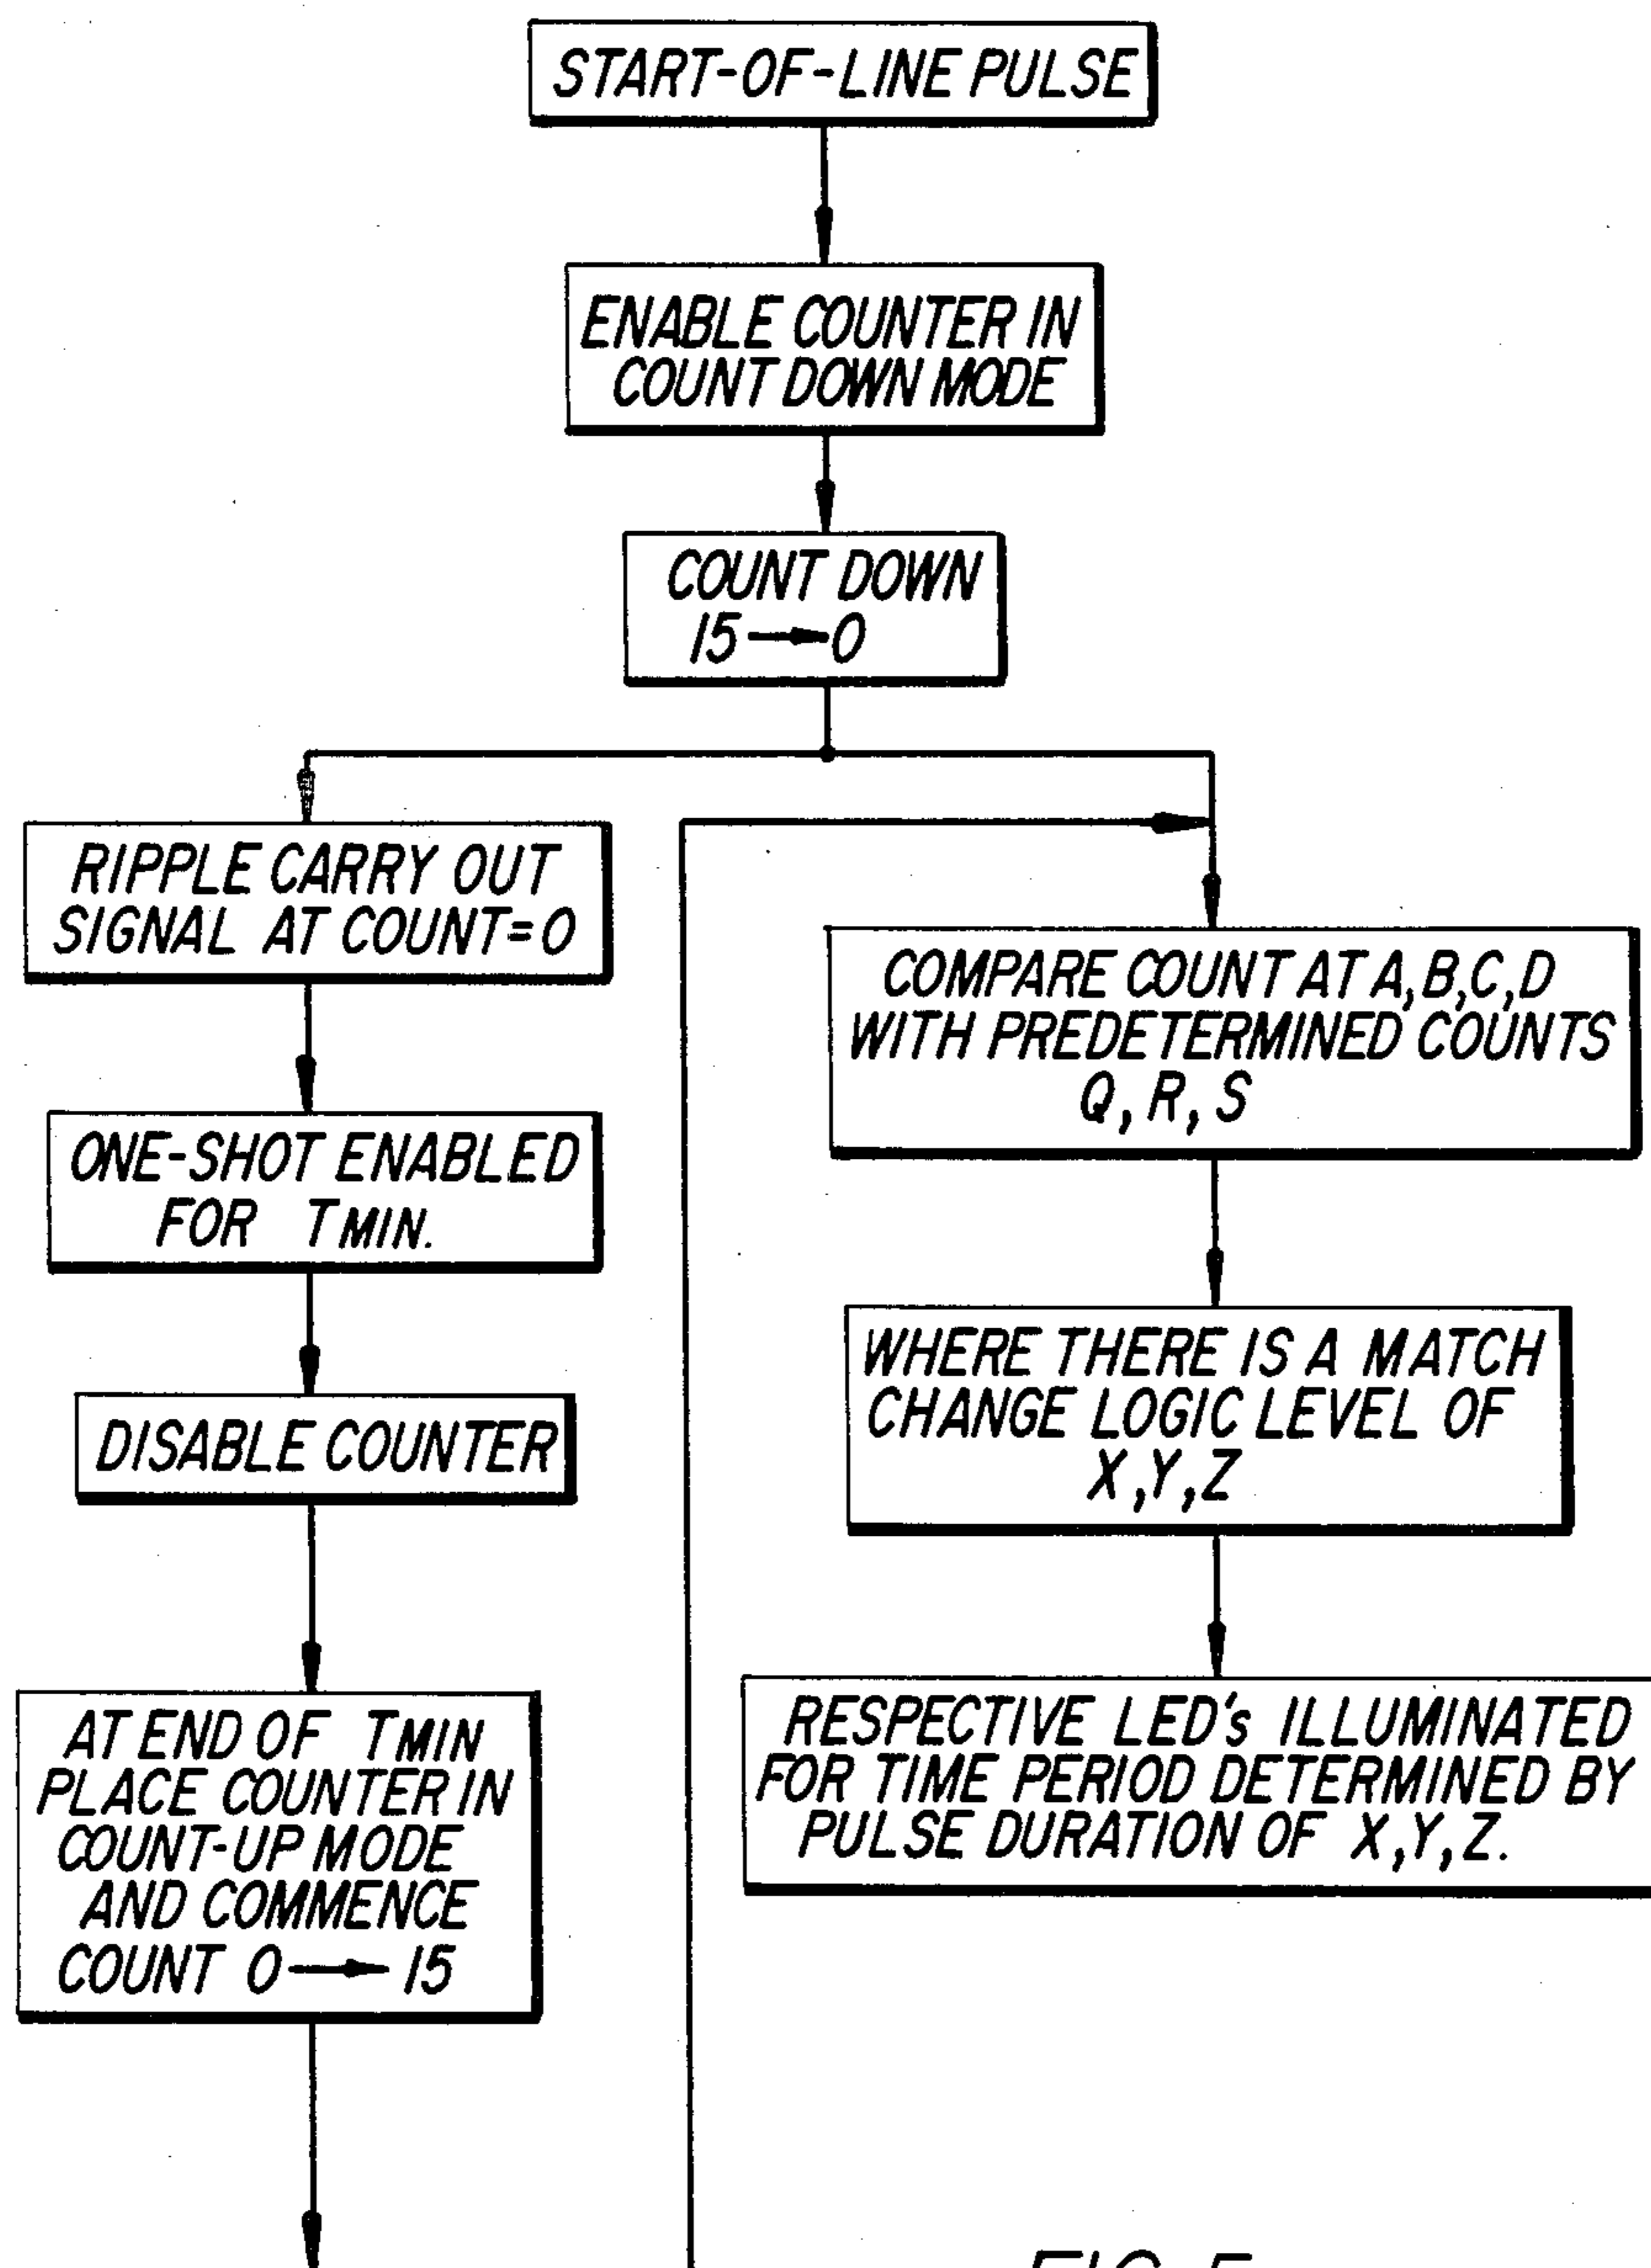 START-OF-LINE PULSE
ENABLE COUNTER IN
COUNT DOWN MODE
COUNT DOWN
15→0
RIPPLE CARRY OUT
SIGNAL AT COUNT=0
ONE-SHOT ENABLED
FOR TMIN.
DISABLE COUNTER
AT END OF TMIN
PLACE COUNTER IN
COUNT-UP MODE
AND COMMENCE
COUNT 0→15
COMPARE COUNT AT A,B,C,D
WITH PREDETERMINED COUNTS
Q, R, S
WHERE THERE IS A MATCH
CHANGE LOGIC LEVEL OF
X,Y,Z
RESPECTIVE LED's ILLUMINATED
FOR TIME PERIOD DETERMINED BY
PULSE DURATION OF X,Y,Z.